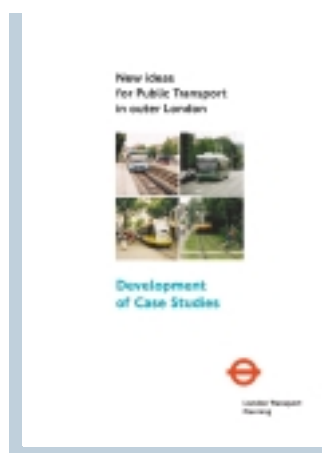 New ideas
for Public Transport
in outer London
Development
of Case Studies
London Transport
Planning